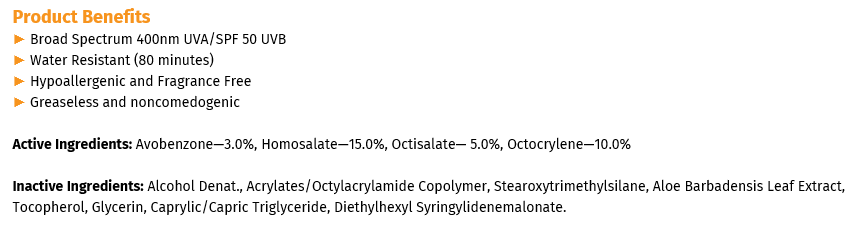 Product Benefits
► Broad Spectrum 400nm UVA/SPF 50 UVB
► Water Resistant (80 minutes)
► Hypoallergenic and Fragrance Free
► Greaseless and noncomedogenic
Active Ingredients: Avobenzone—3.0%, Homosalate—15.0%, Octisalate— 5.0%, Octocrylene—10.0%
Inactive Ingredients: Alcohol Denat., Acrylates/Octylacrylamide Copolymer, Stearoxytrimethylsilane, Aloe Barbadensis Leaf Extract,
Tocopherol, Glycerin, Caprylic/Capric Triglyceride, Diethylhexyl Syringylidenemalonate.